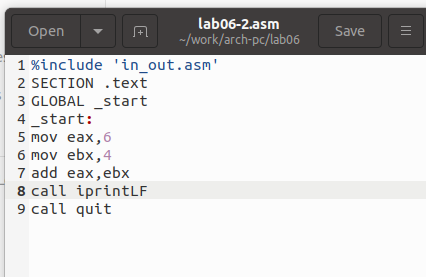 Open
lab06-2.asm
~/work/arch-pc/lab06
Save
1 %include 'in_out.asm'
2 SECTION .text
3 GLOBAL _start
4 _start:
5 mov eax,6
6 mov ebx,4
7 add eax,ebx
8 call iprintLF
9 call quit